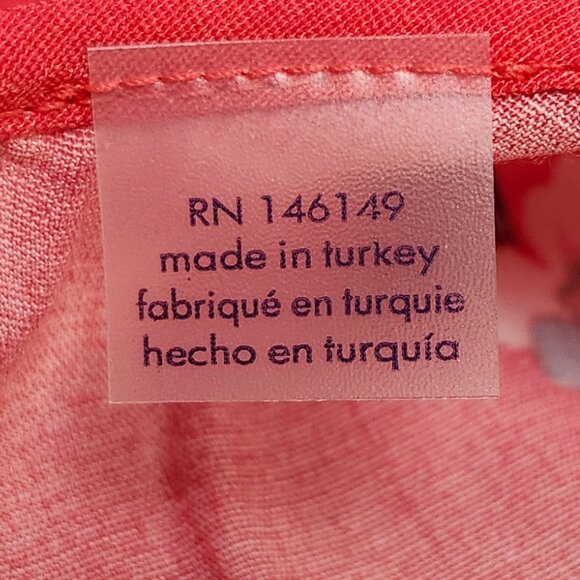 RN 146149
made in turkey
fabriqué en turquie
hecho en turquía